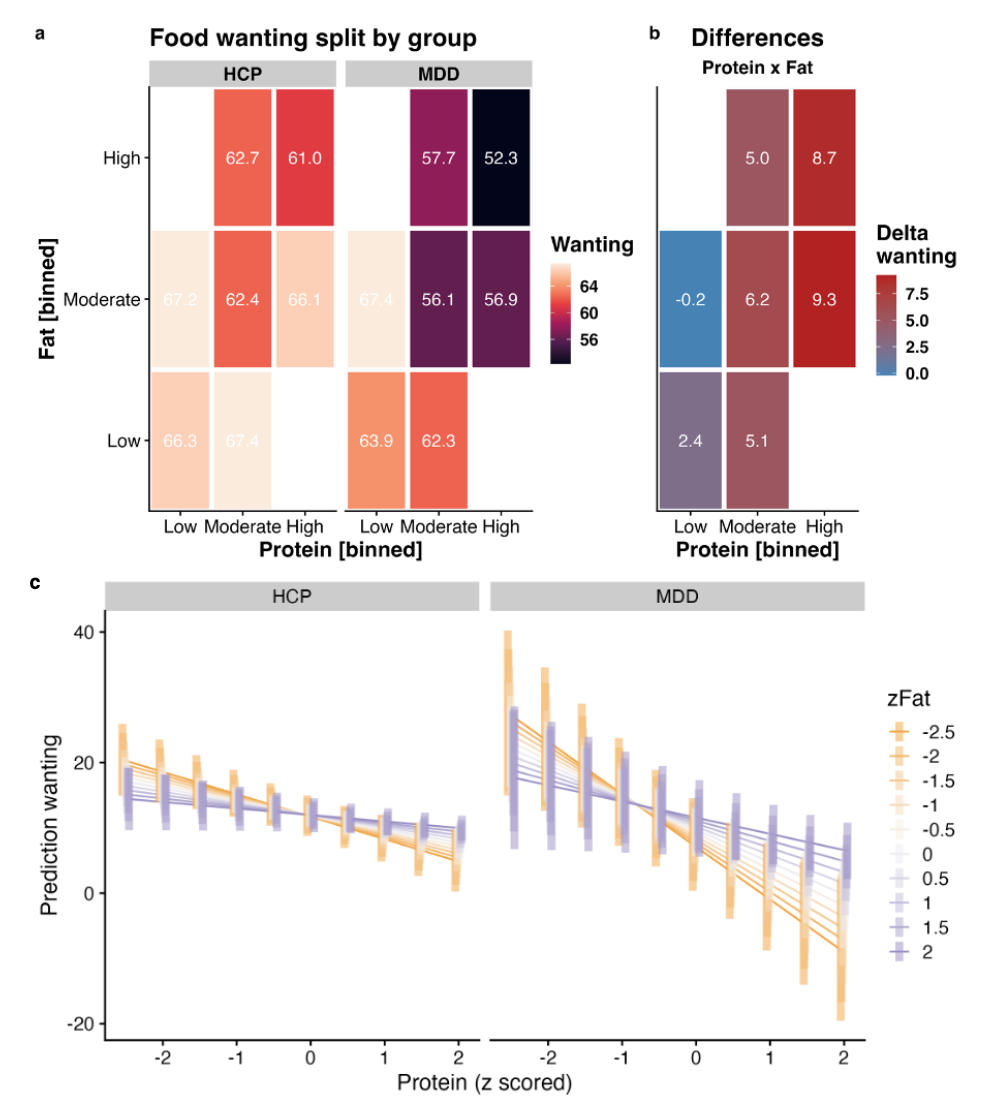 a
Food wanting split by group
HCP
MDD
High
62.7
61.0
57.7
52.3
Moderate
67.2
62.4
66.1
67.4
56.1
56.9
Low
66.3
67.4
63.9
62.3
Fat [binned]
Low Moderate High
Low Moderate High
Protein [binned]
Wanting
64
60
56
b
Differences
Protein x Fat
5.0
8.7
-0.2
6.2
9.3
2.4
5.1
Low Moderate High
Protein [binned]
Delta
wanting
7.5
5.0
2.5
0.0
c
HCP
MDD
40
20
0
-20
Prediction wanting
-2 -1 0 1 2
-2 -1 0 1 2
Protein (z scored)
zFat
-2.5
-2
-1.5
-1
-0.5
0
0.5
1
1.5
2